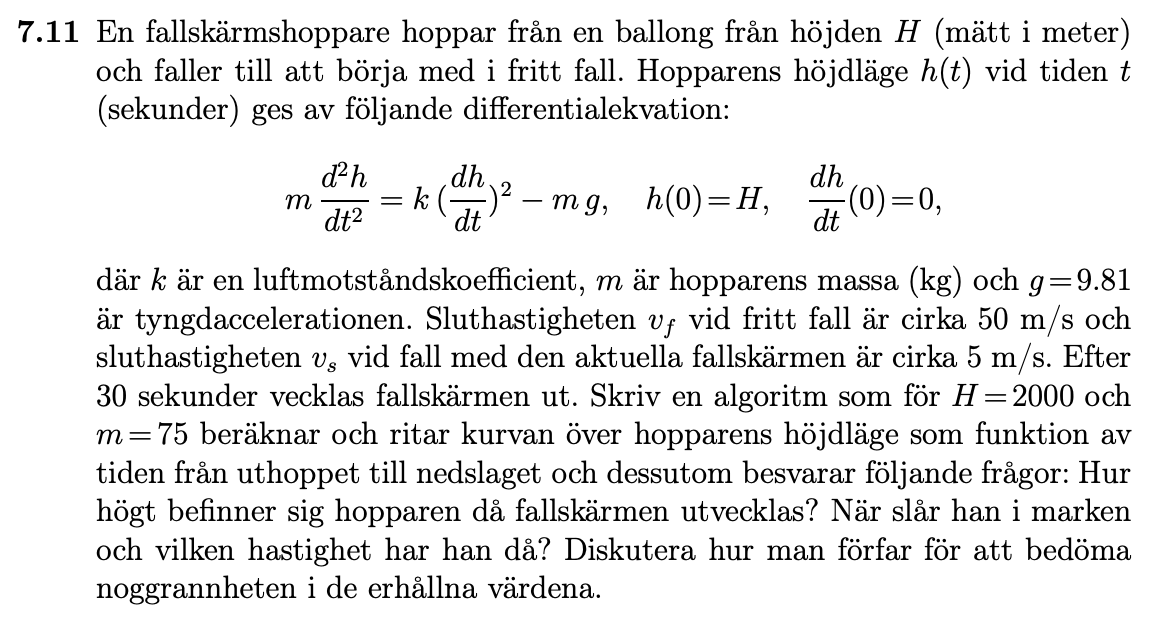 7.11 En fallskärmshoppare hoppar från en ballong från höjden H (mätt i meter)
och faller till att börja med i fritt fall. Hopparens höjdläge h(t) vid tiden t
(sekunder) ges av följande differentialekvation:
m d²h/dt² = k (dh/dt)² − m g, h(0)=H, dh/dt(0)=0,
där k är en luftmotståndskoefficient, m är hopparens massa (kg) och g=9.81
är tyngdaccelerationen. Sluthastigheten v_f vid fritt fall är cirka 50 m/s och
sluthastigheten v_s vid fall med den aktuella fallskärmen är cirka 5 m/s. Efter
30 sekunder vecklas fallskärmen ut. Skriv en algoritm som för H=2000 och
m=75 beräknar och ritar kurvan över hopparens höjdläge som funktion av
tiden från uthoppet till nedslaget och dessutom besvarar följande frågor: Hur
högt befinner sig hopparen då fallskärmen utvecklas? När slår han i marken
och vilken hastighet har han då? Diskutera hur man förfar för att bedöma
noggrannheten i de erhållna värdena.